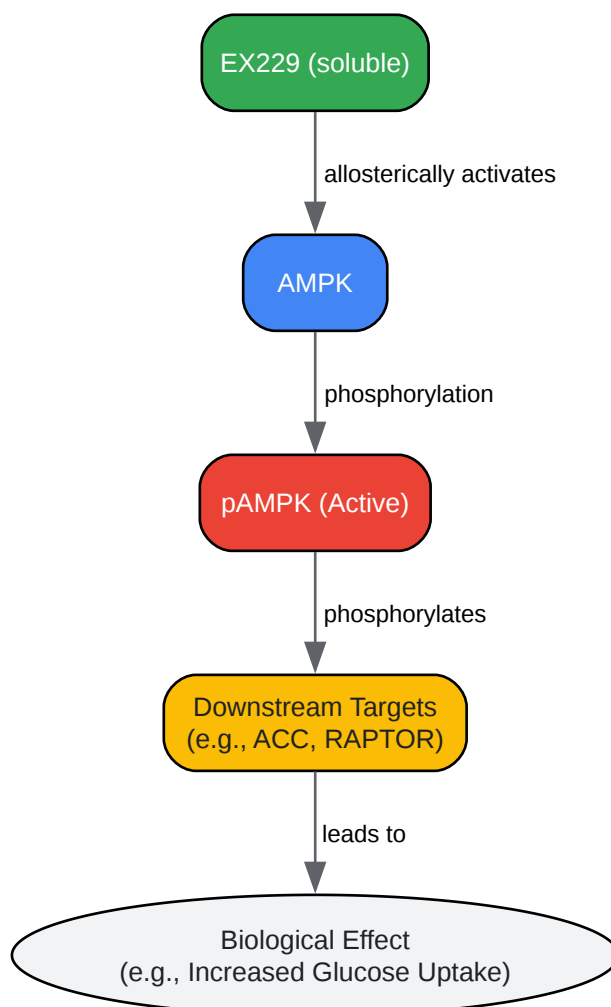 EX229 (soluble)
allosterically activates
AMPK
phosphorylation
pAMPK (Active)
phosphorylates
Downstream Targets
(e.g., ACC, RAPTOR)
leads to
Biological Effect
(e.g., Increased Glucose Uptake)